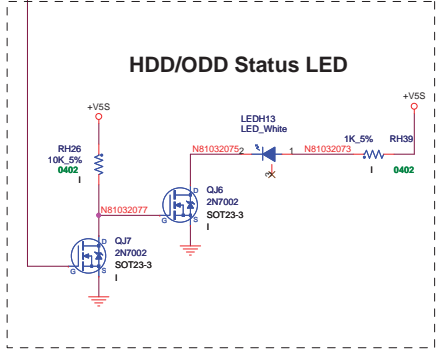 HDD/ODD Status LED
+V5S
+V5S
LEDH13
LED_White
RH26
10K_5%
0402
I
N81032075
2
1
N81032073
1K_5%
RH39
I
0402
N81032077
D
G
S
QJ6
2N7002
SOT23-3
I
D
G
S
QJ7
2N7002
SOT23-3
I